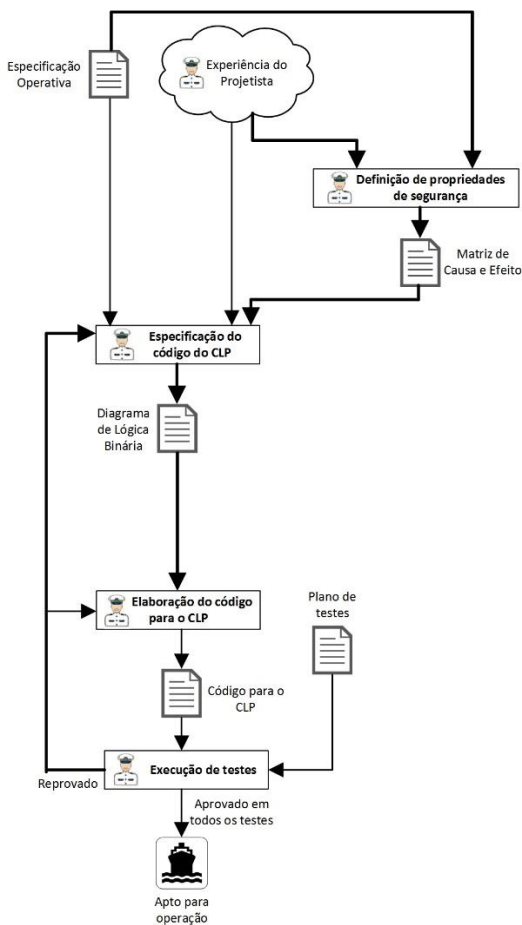 Especificação
Operativa
Experiência do
Projetista
Definição de propriedades
de segurança
Matriz de
Causa e Efeito
Especificação do
código do CLP
Diagrama
de Lógica
Binária
Elaboração do código
para o CLP
Plano de
testes
Código para o
CLP
Execução de testes
Reprovado
Aprovado em
todos os testes
Apto para
operação